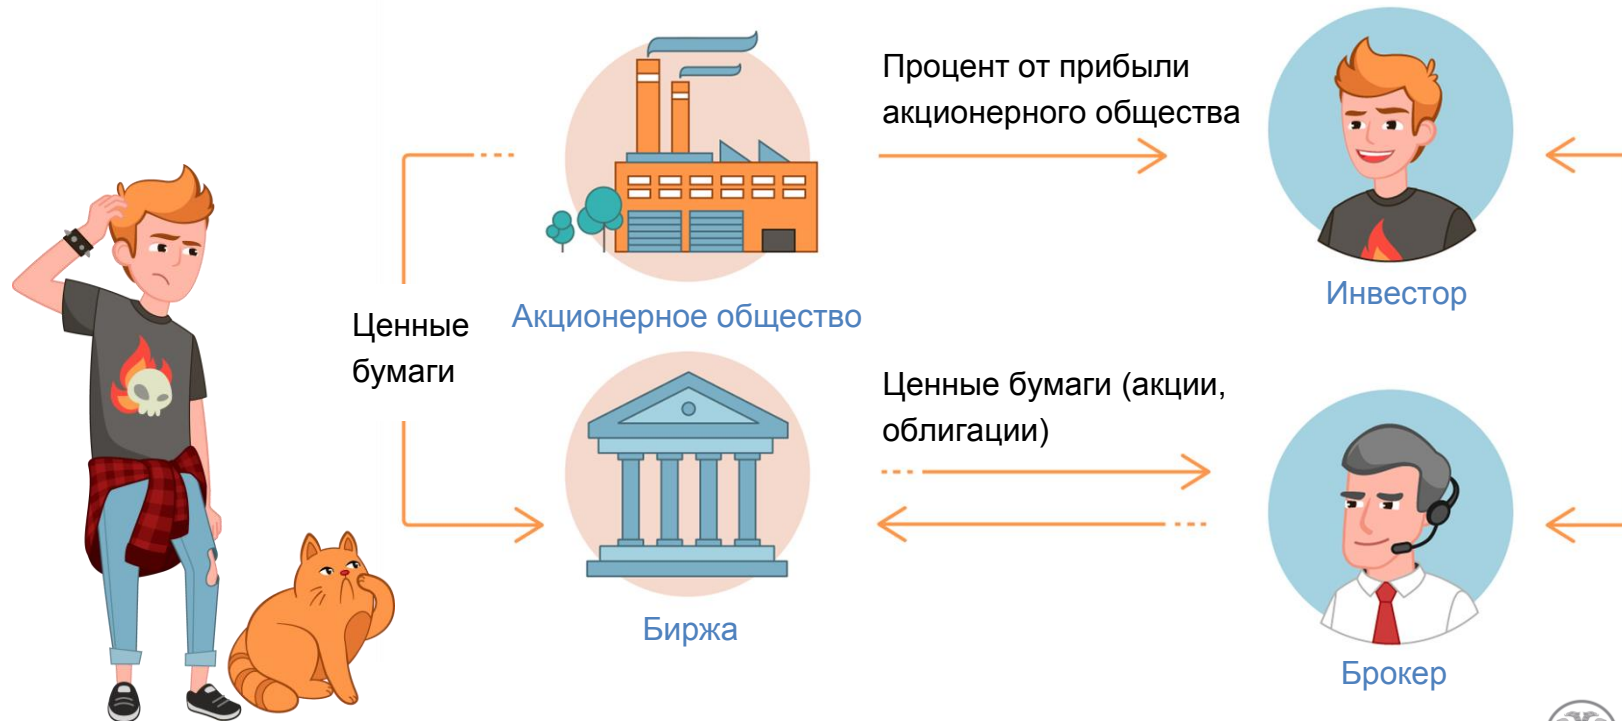 Процент от прибыли
акционерного общества
Инвестор
Акционерное общество
Ценные
бумаги
Ценные бумаги (акции,
облигации)
Биржа
Брокер